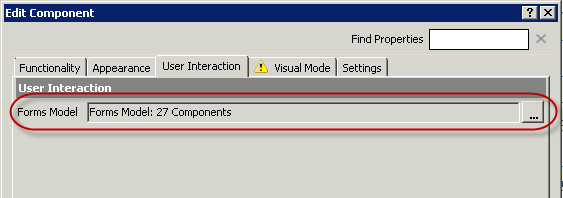 Edit Component
?
Find Properties
Functionality Appearance User Interaction Visual Mode Settings
User Interaction
Forms Model Forms Model: 27 Components ...